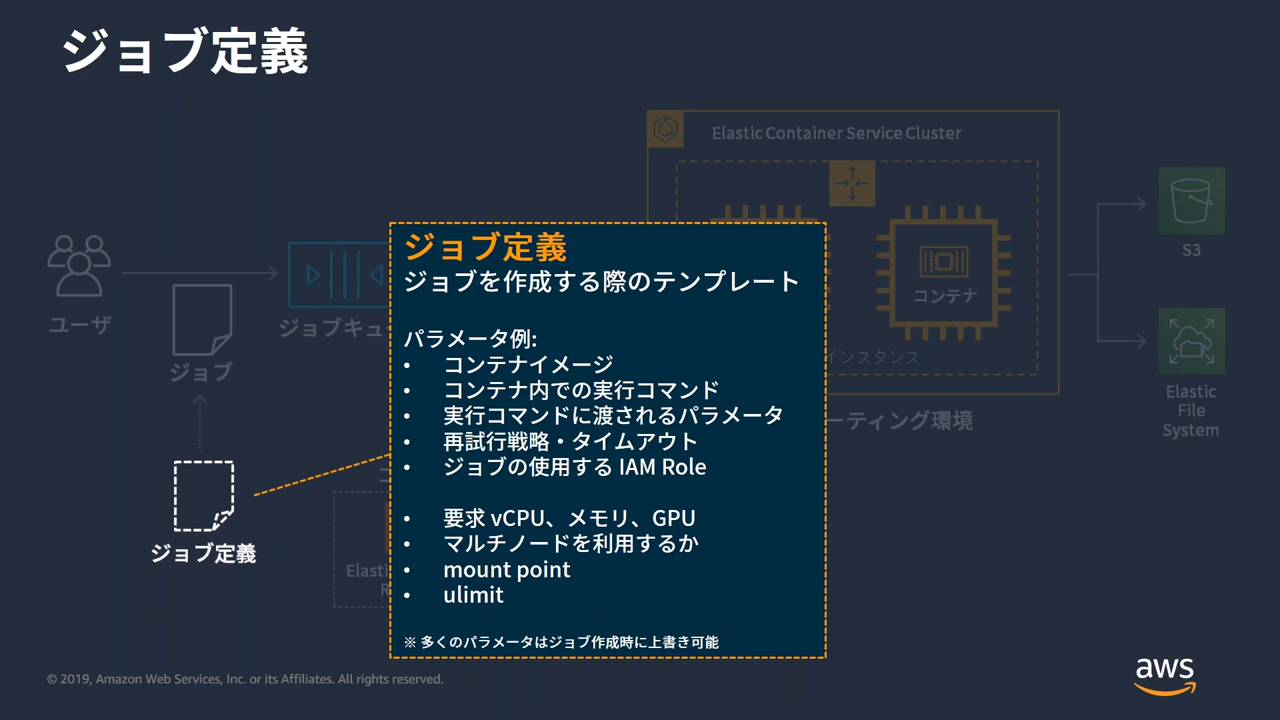 ジョブ定義
Elastic Container Service Cluster
ユーザ
ジョブ
ジョブキュ
コンテナ
インスタンス
ーティング環境
S3
Elastic
File
System
ジョブ定義
Elasti
R
ジョブ定義
ジョブを作成する際のテンプレート
パラメータ例:
• コンテナイメージ
• コンテナ内での実行コマンド
• 実行コマンドに渡されるパラメータ
• 再試行戦略・タイムアウト
• ジョブの使用する IAM Role
• 要求 vCPU、メモリ、GPU
• マルチノードを利用するか
• mount point
• ulimit
※ 多くのパラメータはジョブ作成時に上書き可能
© 2019, Amazon Web Services, Inc. or its Affiliates. All rights reserved.
aws